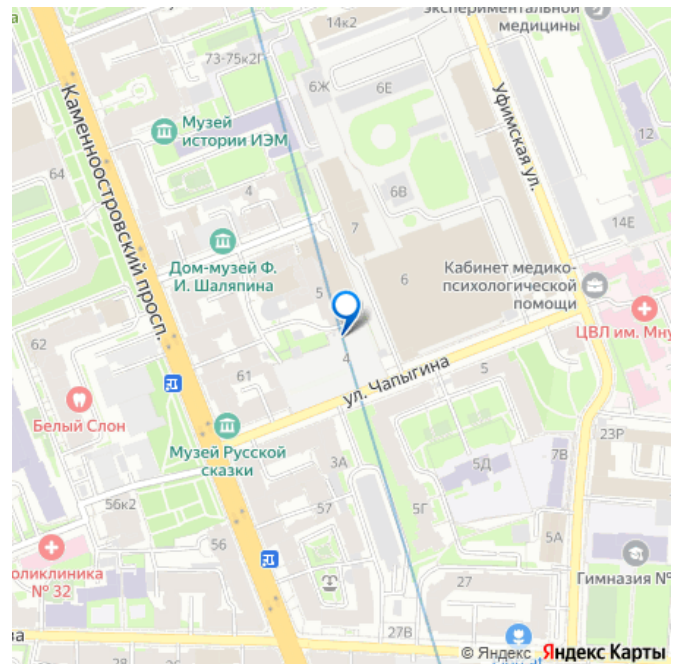 экспериментальной
медицины
14к2
73-75к2Г
6Ж
6Е
Каменноостровский просп.
Музей
истории ИЭМ
Уфимская ул.
12
64
4
6В
7
14Е
Дом-музей Ф.
И. Шаляпина
6
Кабинет медико-
психологической
помощи
5
ЦВЛ им. Мну
62
4
61
ул. Чапыгина
5
Белый Слон
Музей Русской
сказки
3А
5Д
7В
23Р
56к2
57
5Г
56
5А
оликлиника
№ 32
27
Гимназия №
27В
© Яндекс Яндекс Карты
28
26